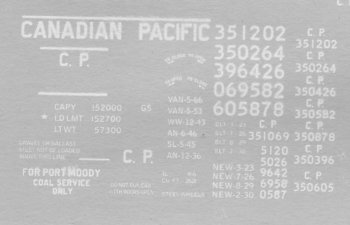 C
CANADIAN PACIFIC
C. P.
351202
350264
396426
069582
605878
C. P.
351202
C. P.
350264
C. P.
350426
C. P.
350582
C. P.
350878
C. P.
350396
C. P.
350605
CAPY 152000 GS
★ LD LMT 152700
LT WT 57300
VAN-5-66
VAN-5-53
WW-12-43
AN-6-46
SL-5-45
AN-12-36
351069
5120
5026
9642
6958
0587
C. P.
FOR PORT MOODY
COAL SERVICE
ONLY
NEW-3-23
NEW-7-26
NEW-8-29
NEW-2-30